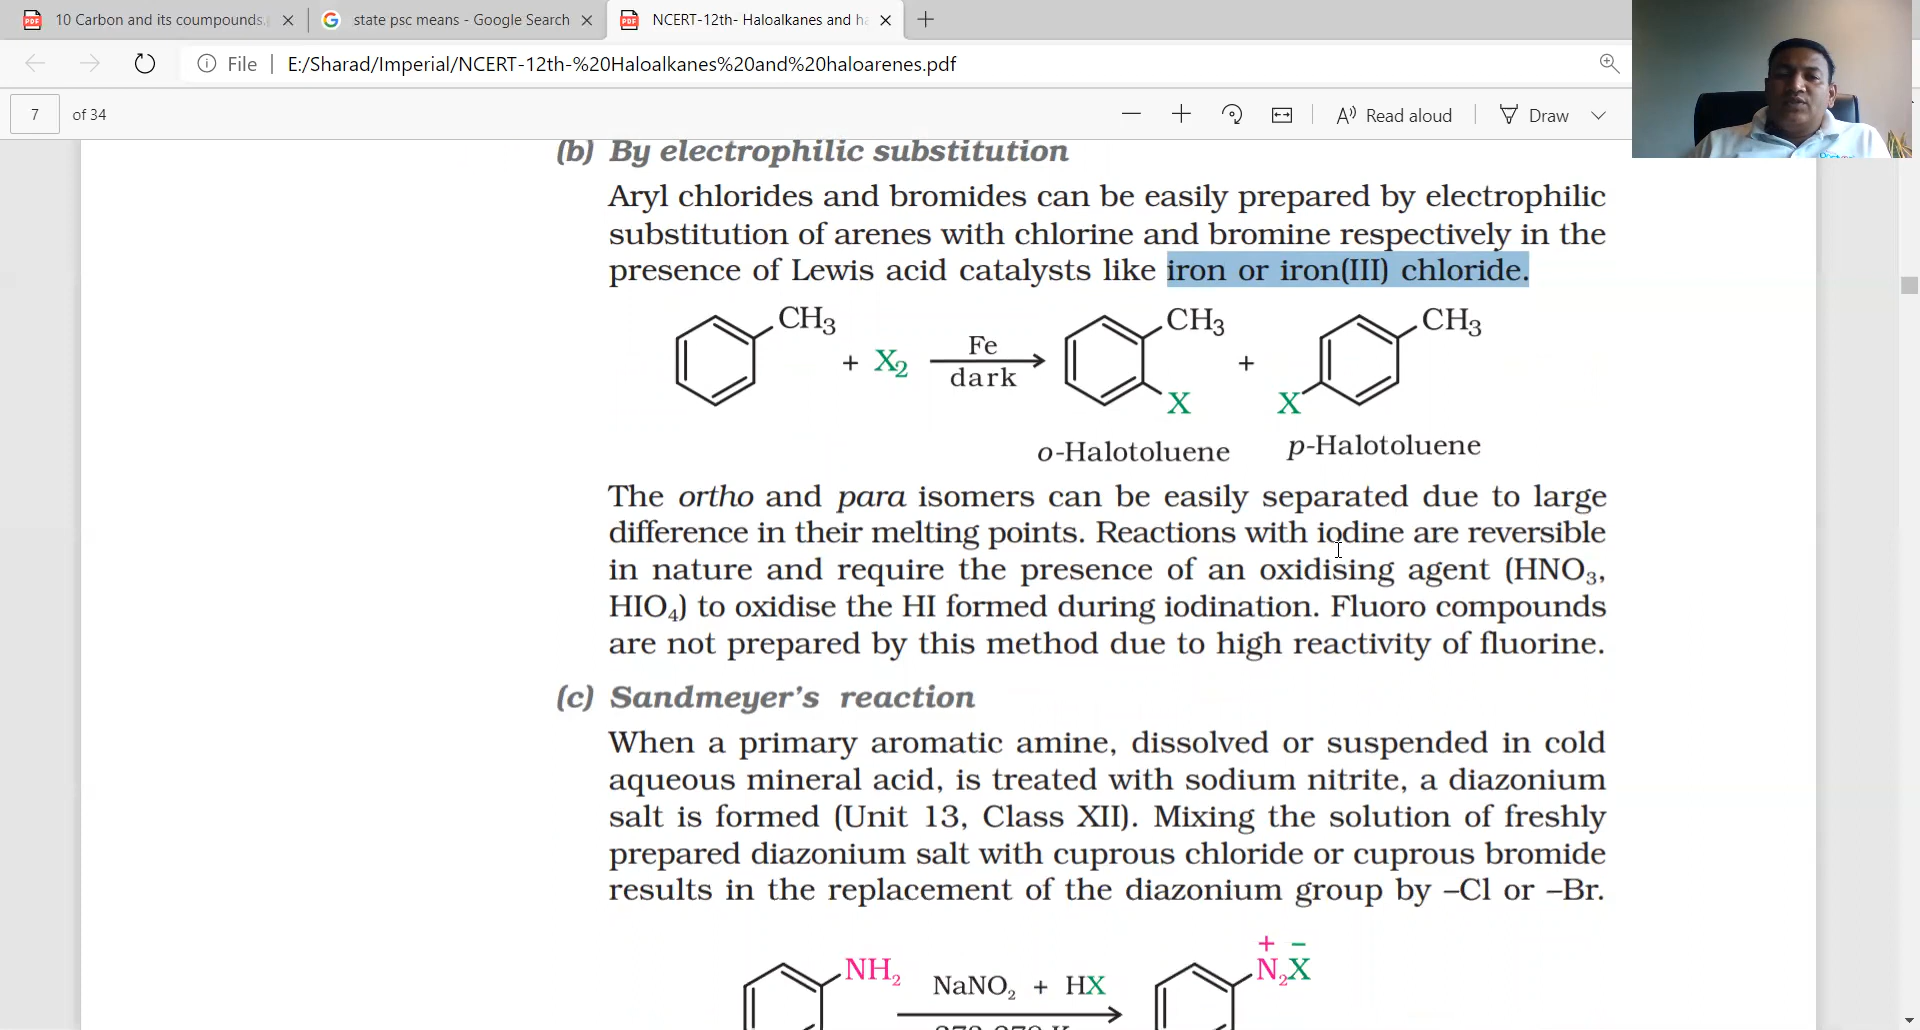 10 Carbon and its coumpounds.
state psc means - Google Search
NCERT-12th- Haloalkanes and ha
File
E:/Sharad/Imperial/NCERT-12th-%20Haloalkanes%20and%20haloarenes.pdf
7 of 34
Read aloud
Draw
(b) By electrophilic substitution
Aryl chlorides and bromides can be easily prepared by electrophilic
substitution of arenes with chlorine and bromine respectively in the
presence of Lewis acid catalysts like iron or iron(III) chloride.
CH₃ + X₂ Fe dark CH₃ X + CH₃ X
o-Halotoluene p-Halotoluene
The ortho and para isomers can be easily separated due to large
difference in their melting points. Reactions with iodine are reversible
in nature and require the presence of an oxidising agent (HNO₃,
HIO₄) to oxidise the HI formed during iodination. Fluoro compounds
are not prepared by this method due to high reactivity of fluorine.
(c) Sandmeyer's reaction
When a primary aromatic amine, dissolved or suspended in cold
aqueous mineral acid, is treated with sodium nitrite, a diazonium
salt is formed (Unit 13, Class XII). Mixing the solution of freshly
prepared diazonium salt with cuprous chloride or cuprous bromide
results in the replacement of the diazonium group by –Cl or –Br.
+ –
NH₂ NaNO₂ + HX N₂X